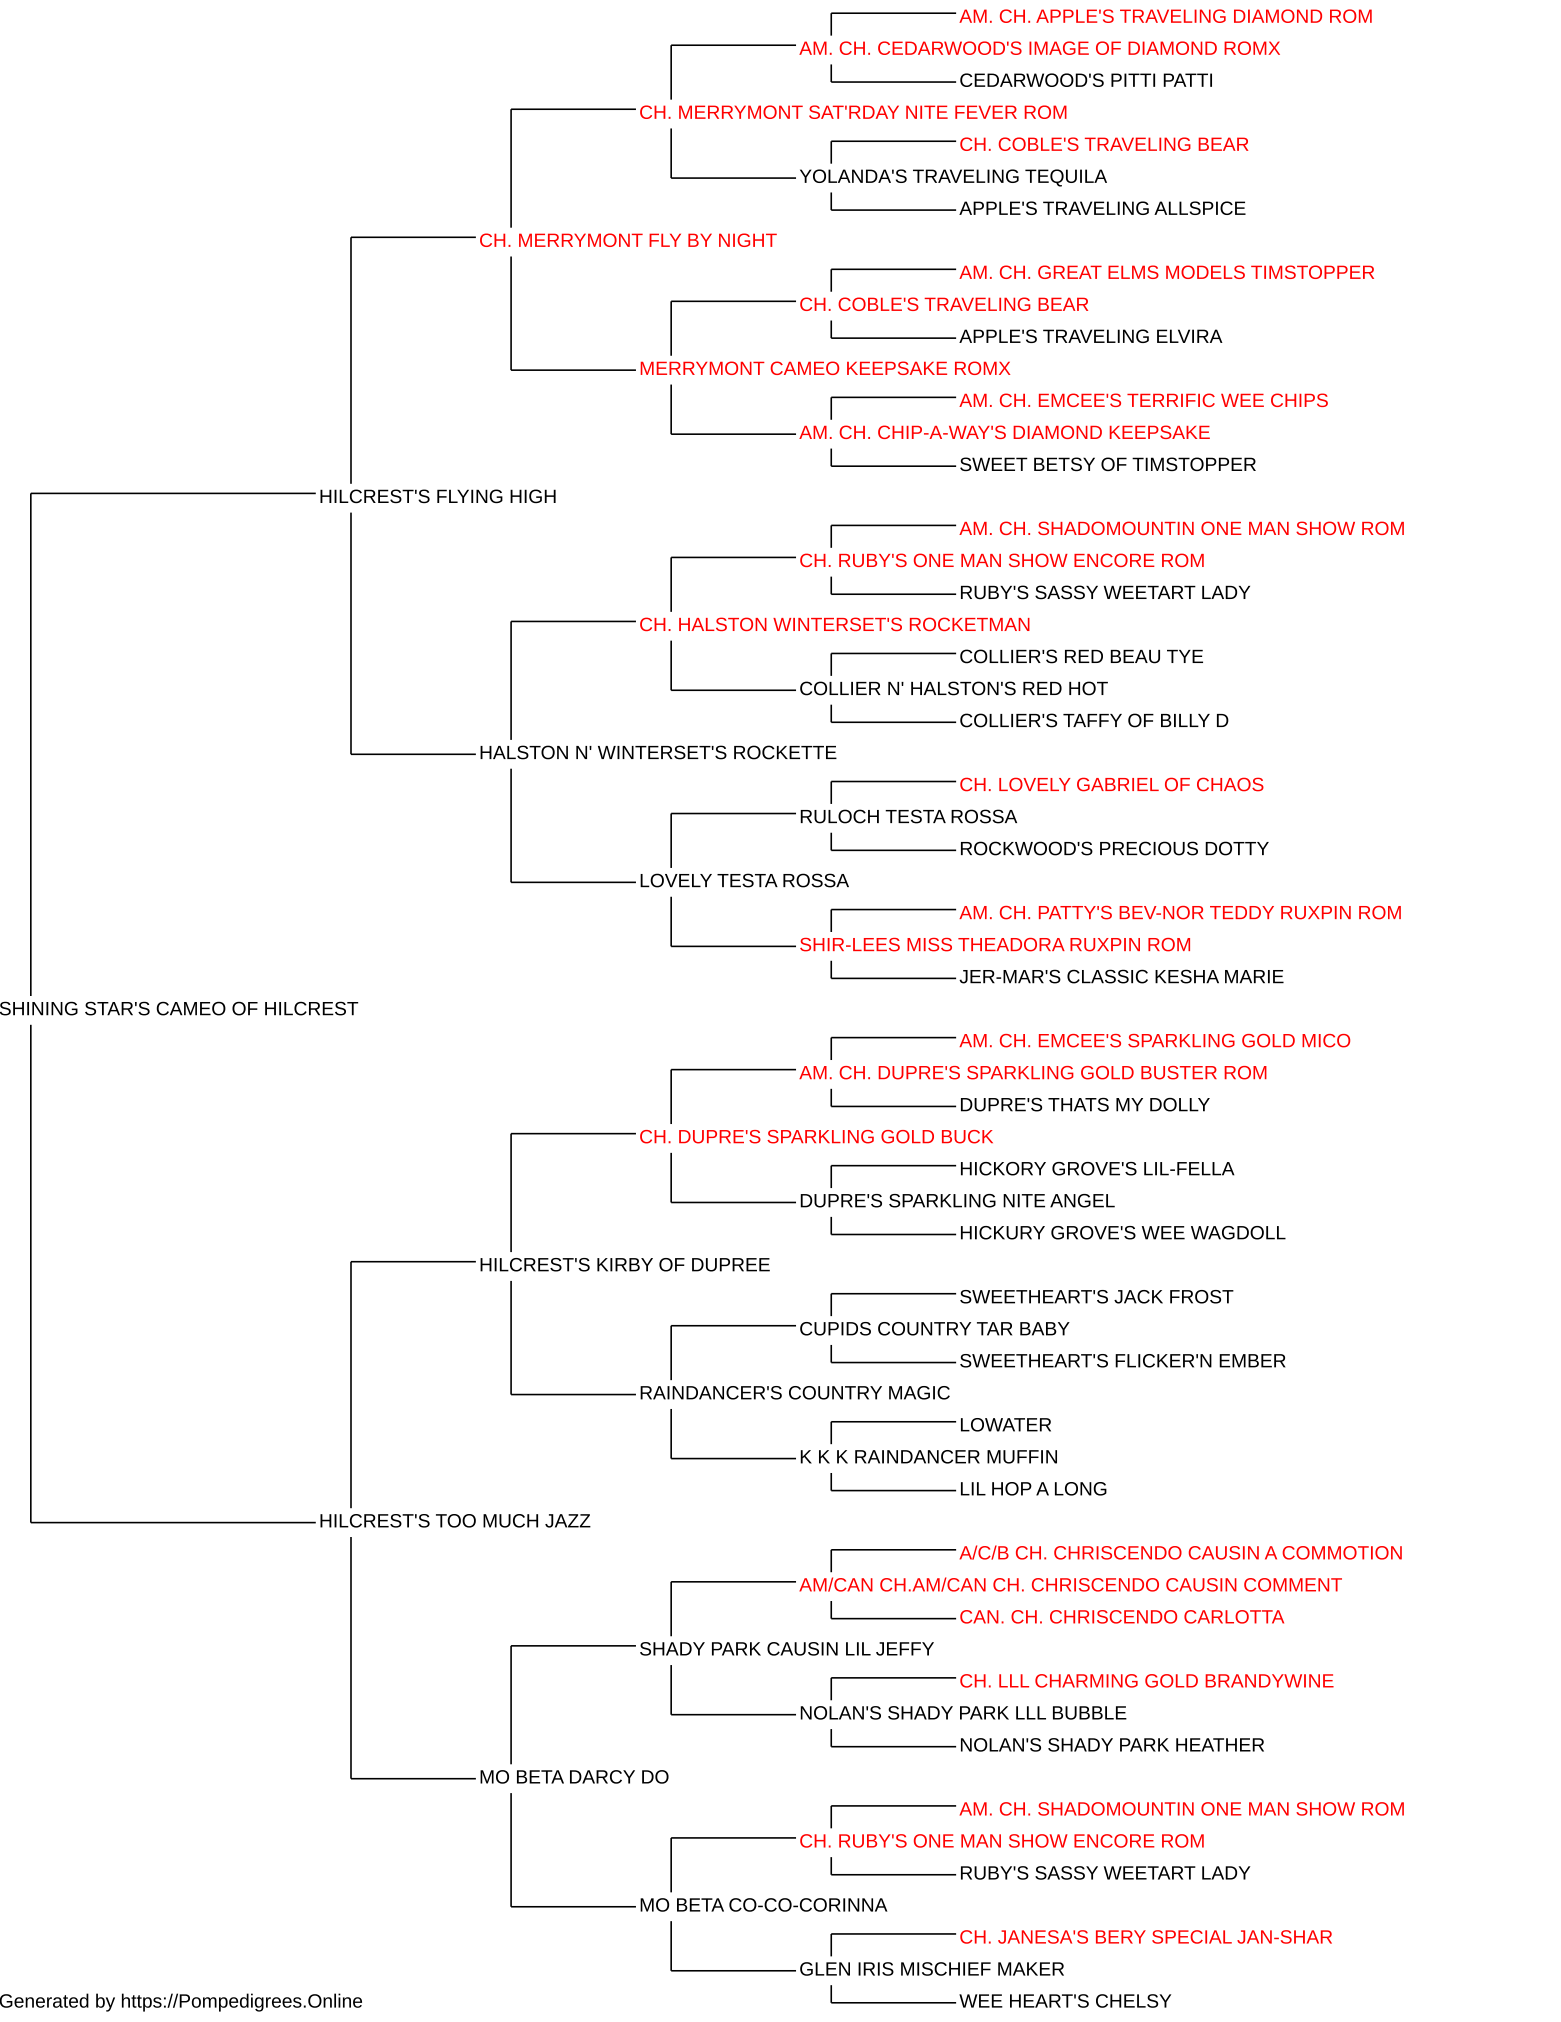 AM. CH. APPLE'S TRAVELING DIAMOND ROM
AM. CH. CEDARWOOD'S IMAGE OF DIAMOND ROMX
CEDARWOOD'S PITTI PATTI
CH. MERRYMONT SAT'RDAY NITE FEVER ROM
CH. COBLE'S TRAVELING BEAR
YOLANDA'S TRAVELING TEQUILA
APPLE'S TRAVELING ALLSPICE
CH. MERRYMONT FLY BY NIGHT
AM. CH. GREAT ELMS MODELS TIMSTOPPER
CH. COBLE'S TRAVELING BEAR
APPLE'S TRAVELING ELVIRA
MERRYMONT CAMEO KEEPSAKE ROMX
AM. CH. EMCEE'S TERRIFIC WEE CHIPS
AM. CH. CHIP-A-WAY'S DIAMOND KEEPSAKE
SWEET BETSY OF TIMSTOPPER
HILCREST'S FLYING HIGH
AM. CH. SHADOMOUNTIN ONE MAN SHOW ROM
CH. RUBY'S ONE MAN SHOW ENCORE ROM
RUBY'S SASSY WEETART LADY
CH. HALSTON WINTERSET'S ROCKETMAN
COLLIER'S RED BEAU TYE
COLLIER N' HALSTON'S RED HOT
COLLIER'S TAFFY OF BILLY D
HALSTON N' WINTERSET'S ROCKETTE
CH. LOVELY GABRIEL OF CHAOS
RULOCH TESTA ROSSA
ROCKWOOD'S PRECIOUS DOTTY
LOVELY TESTA ROSSA
AM. CH. PATTY'S BEV-NOR TEDDY RUXPIN ROM
SHIR-LEES MISS THEADORA RUXPIN ROM
JER-MAR'S CLASSIC KESHA MARIE
SHINING STAR'S CAMEO OF HILCREST
AM. CH. EMCEE'S SPARKLING GOLD MICO
AM. CH. DUPRE'S SPARKLING GOLD BUSTER ROM
DUPRE'S THATS MY DOLLY
CH. DUPRE'S SPARKLING GOLD BUCK
HICKORY GROVE'S LIL-FELLA
DUPRE'S SPARKLING NITE ANGEL
HICKURY GROVE'S WEE WAGDOLL
HILCREST'S KIRBY OF DUPREE
SWEETHEART'S JACK FROST
CUPIDS COUNTRY TAR BABY
SWEETHEART'S FLICKER'N EMBER
RAINDANCER'S COUNTRY MAGIC
LOWATER
K K K RAINDANCER MUFFIN
LIL HOP A LONG
HILCREST'S TOO MUCH JAZZ
A/C/B CH. CHRISCENDO CAUSIN A COMMOTION
AM/CAN CH.AM/CAN CH. CHRISCENDO CAUSIN COMMENT
CAN. CH. CHRISCENDO CARLOTTA
SHADY PARK CAUSIN LIL JEFFY
CH. LLL CHARMING GOLD BRANDYWINE
NOLAN'S SHADY PARK LLL BUBBLE
NOLAN'S SHADY PARK HEATHER
MO BETA DARCY DO
AM. CH. SHADOMOUNTIN ONE MAN SHOW ROM
CH. RUBY'S ONE MAN SHOW ENCORE ROM
RUBY'S SASSY WEETART LADY
MO BETA CO-CO-CORINNA
CH. JANESA'S BERY SPECIAL JAN-SHAR
GLEN IRIS MISCHIEF MAKER
WEE HEART'S CHELSY
Generated by https://Pompedigrees.Online